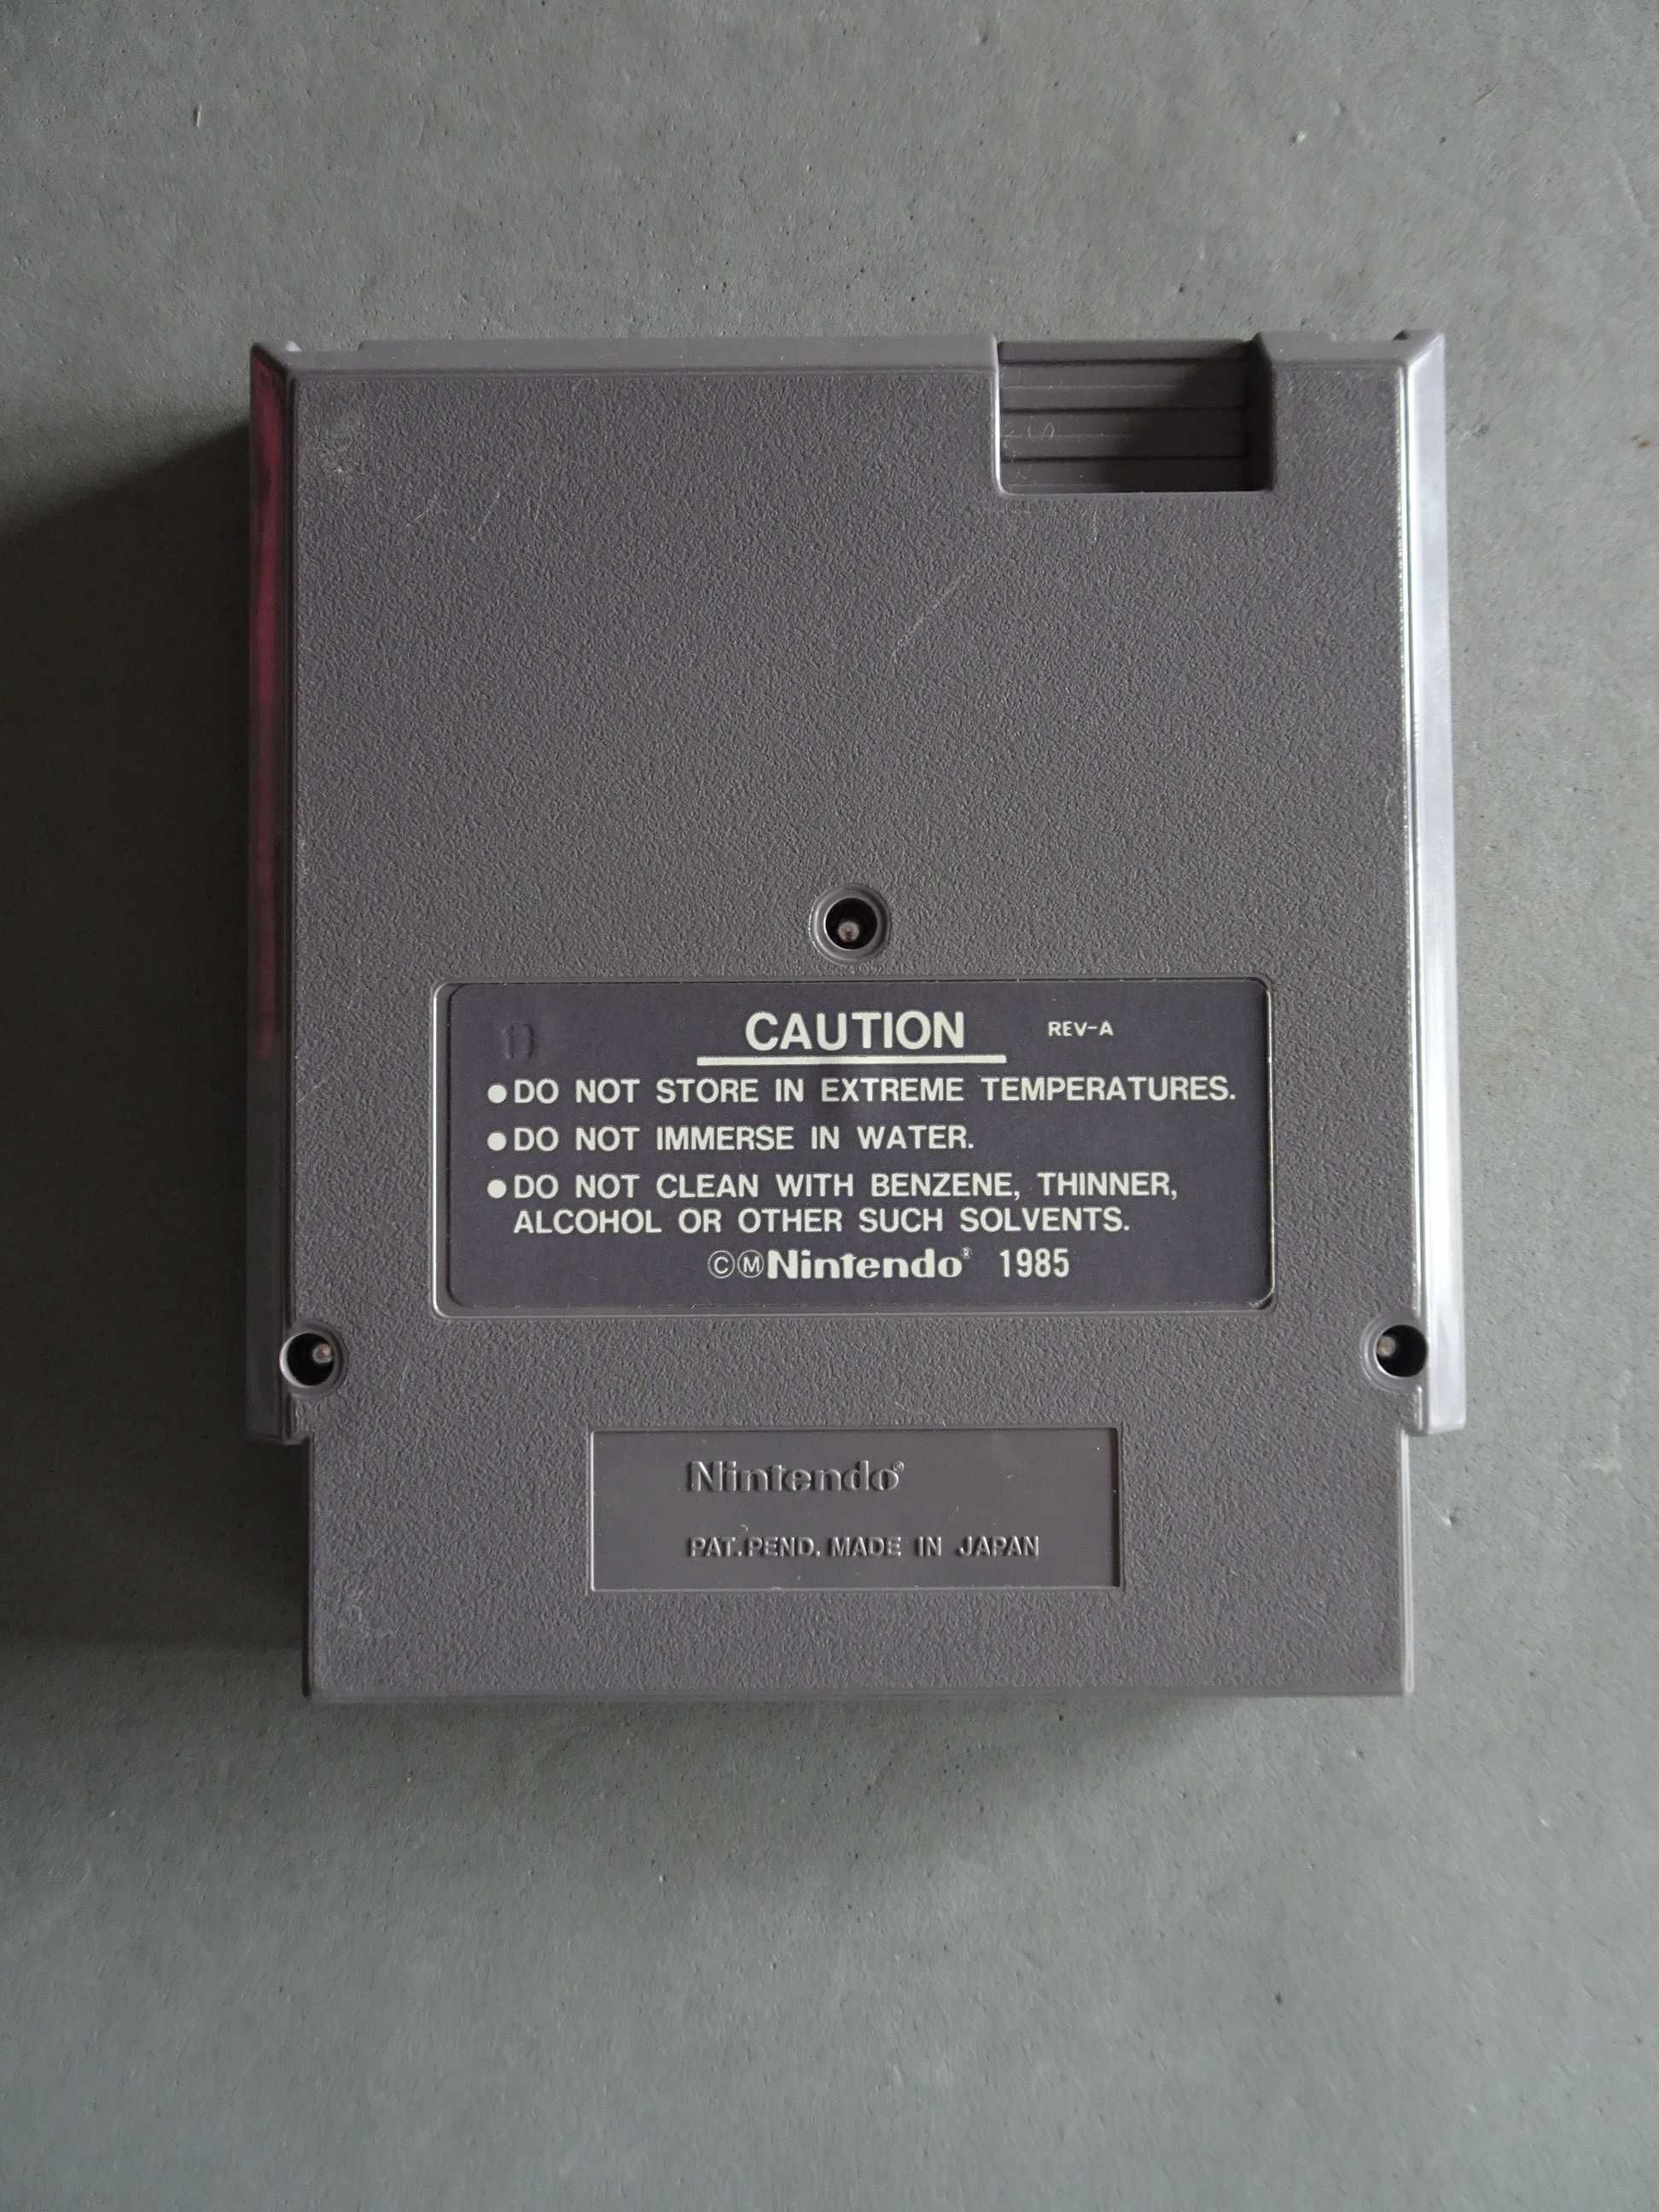 CAUTION REV-A
●DO NOT STORE IN EXTREME TEMPERATURES.
●DO NOT IMMERSE IN WATER.
●DO NOT CLEAN WITH BENZENE, THINNER,
ALCOHOL OR OTHER SUCH SOLVENTS.
ⒸⓂNintendo® 1985
Nintendo®
PAT.PEND. MADE IN JAPAN